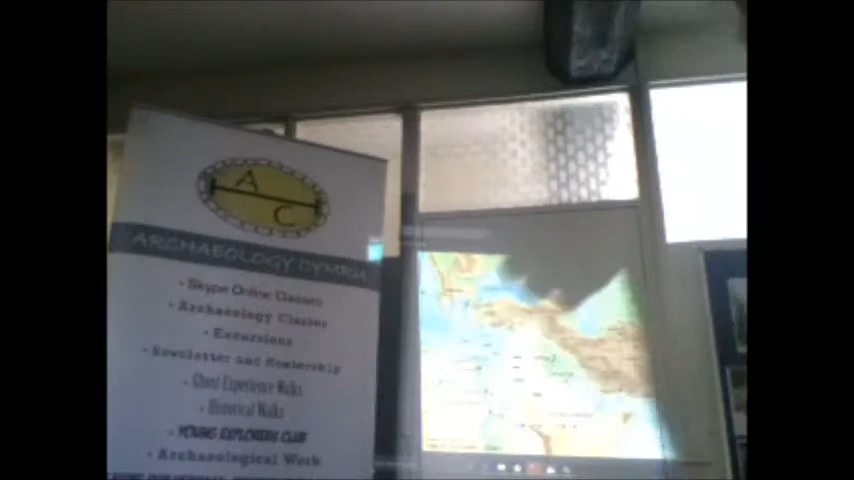 A
C
ARCHAEOLOGY CYMRU
• Skype Online Classes
• Archaeology Classes
• Excursions
• Newsletter and Membership
• Ghost Experience Walks
• Historical Walks
• YOUNG EXPLORERS CLUB
• Archaeological Work